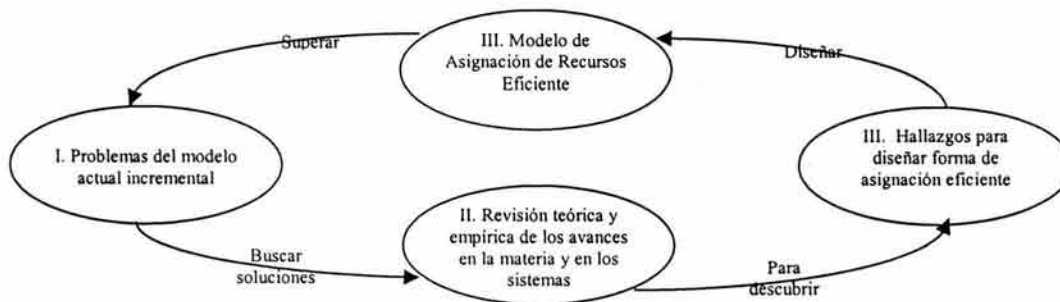 Superar
III. Modelo de
Asignación de Recursos
Eficiente
Diseñar
I. Problemas del modelo
actual incremental
III. Hallazgos para
diseñar forma de
asignación eficiente
II. Revisión teórica y
empírica de los avances
en la materia y en los
sistemas
Buscar
soluciones
Para
descubrir